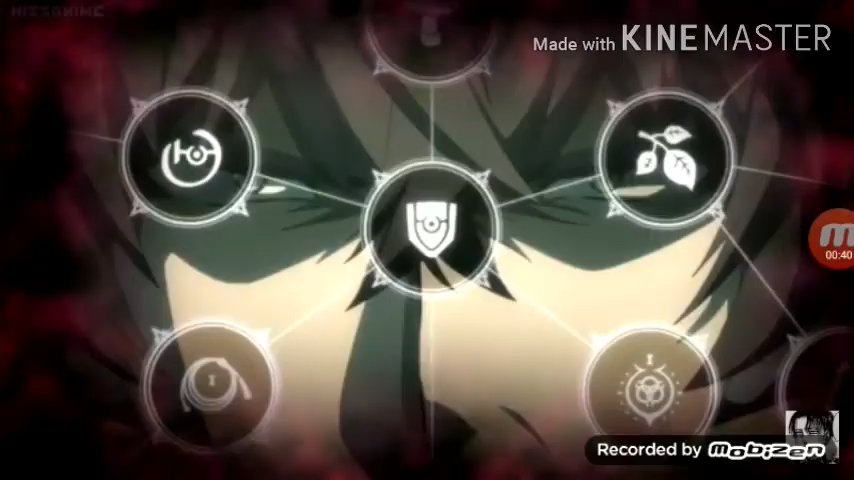 Made with KINEMASTER
00:40
I
I
Recorded by Mobizen